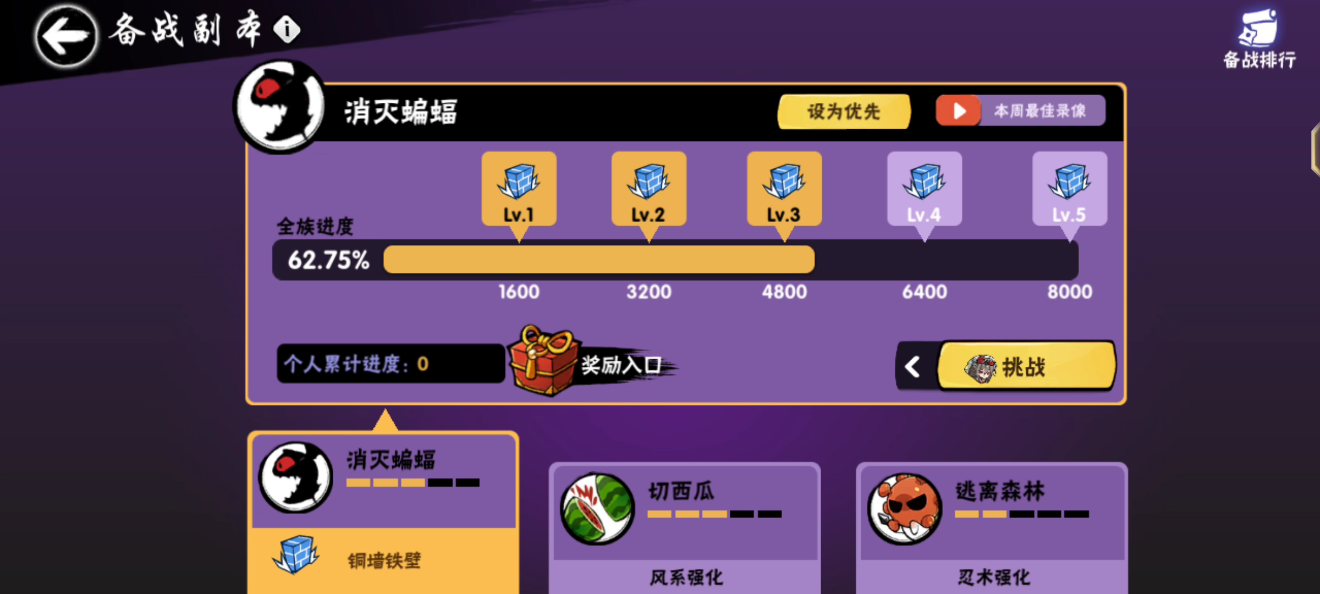 备战副本
备战排行
消灭蝙蝠
设为优先
本周最佳录像
Lv.1
Lv.2
Lv.3
Lv.4
Lv.5
全族进度
62.75%
1600
3200
4800
6400
8000
个人累计进度：0
奖励入口
挑战
消灭蝙蝠
铜墙铁壁
切西瓜
风系强化
逃离森林
忍术强化